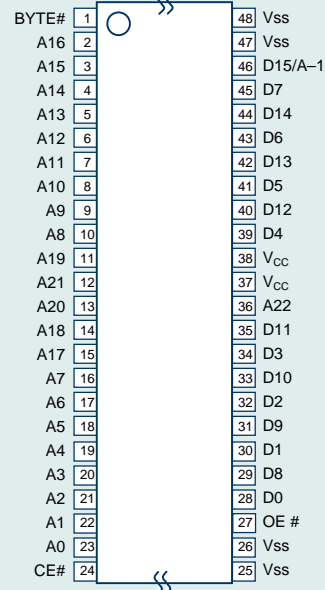 BYTE# 1 48 Vss
A16 2 47 Vss
A15 3 46 D15/A–1
A14 4 45 D7
A13 5 44 D14
A12 6 43 D6
A11 7 42 D13
A10 8 41 D5
A9 9 40 D12
A8 10 39 D4
A19 11 38 VCC
A21 12 37 VCC
A20 13 36 A22
A18 14 35 D11
A17 15 34 D3
A7 16 33 D10
A6 17 32 D2
A5 18 31 D9
A4 19 30 D1
A3 20 29 D8
A2 21 28 D0
A1 22 27 OE #
A0 23 26 Vss
CE# 24 25 Vss